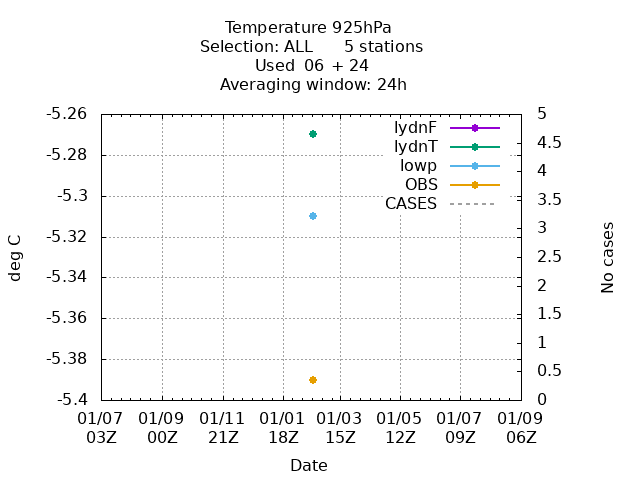 Temperature 925hPa
Selection: ALL 5 stations
Used 06 + 24
Averaging window: 24h
-5.26
-5.28
-5.3
-5.32
-5.34
-5.36
-5.38
-5.4
deg C
lydnF
lydnT
lowp
OBS
CASES
5
4.5
4
3.5
3
2.5
2
1.5
1
0.5
0
No cases
01/07 01/09 01/11 01/01 01/03 01/05 01/07 01/09
03Z 00Z 21Z 18Z 15Z 12Z 09Z 06Z
Date